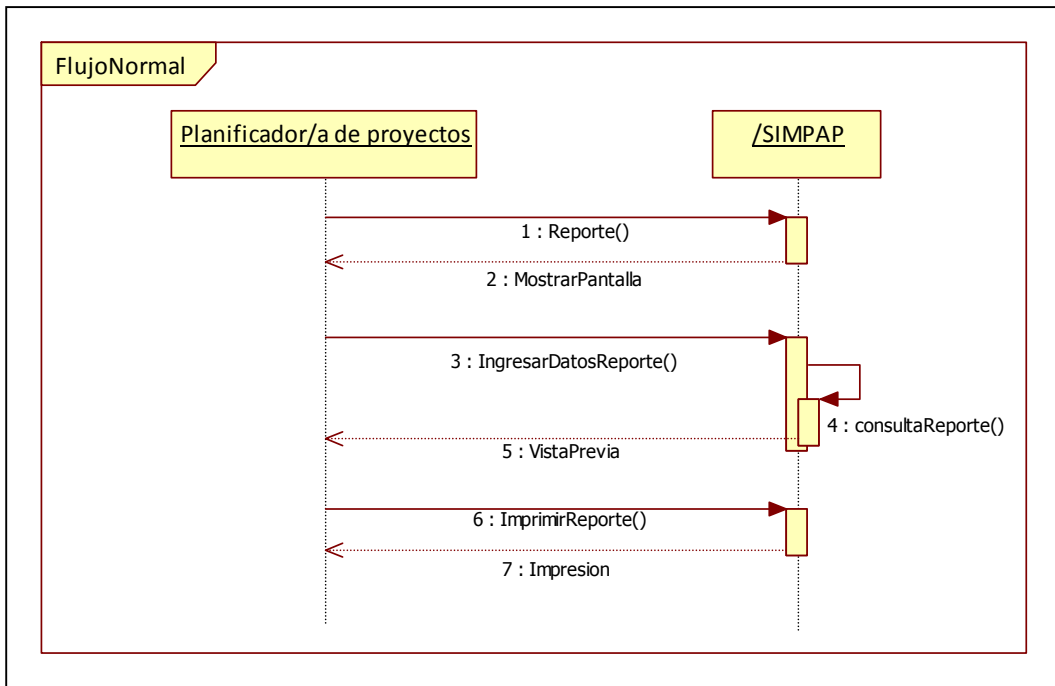 FlujoNormal
Planificador/a de proyectos
/SIMPAP
1 : Reporte()
2 : MostrarPantalla
3 : IngresarDatosReporte()
4 : consultaReporte()
5 : VistaPrevia
6 : ImprimirReporte()
7 : Impresion